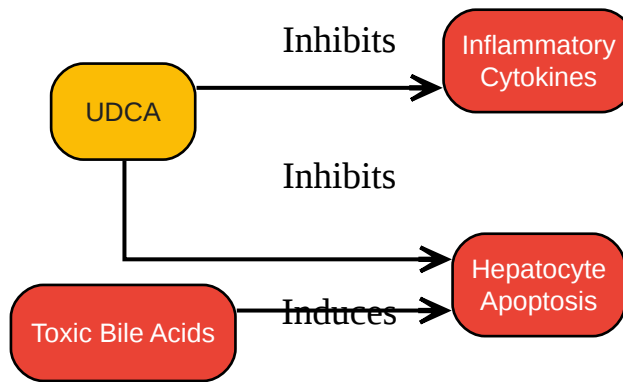 Inhibits
Inflammatory
Cytokines
UDCA
Inhibits
Hepatocyte
Apoptosis
Induces
Toxic Bile Acids